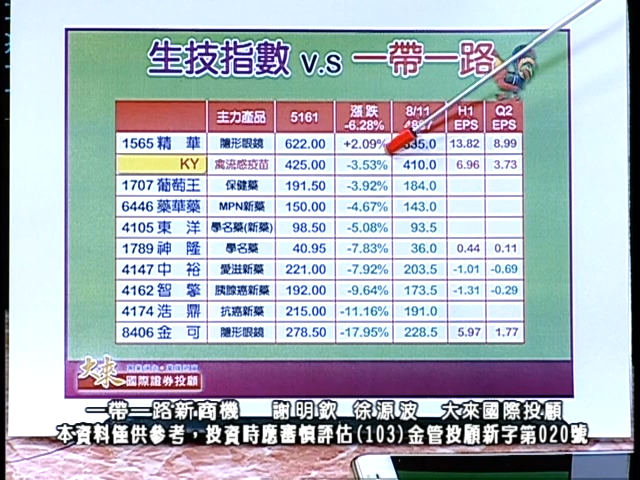 生技指數 V.S 一帶一路
主力產品 5161 漲跌 -6.28% 8/11 H1 EPS Q2 EPS
1565 精華 隱形眼鏡 622.00 +2.09% 635.0 13.82 8.99
KY 禽流感疫苗 425.00 -3.53% 410.0 6.96 3.73
1707 葡萄王 保健藥 191.50 -3.92% 184.0
6446 藥華藥 MPN新藥 150.00 -4.67% 143.0
4105 東洋 學名藥(新藥) 98.50 -5.08% 93.5
1789 神隆 學名藥 40.95 -7.83% 36.0 0.44 0.11
4147 中裕 愛滋新藥 221.00 -7.92% 203.5 -1.01 -0.69
4162 智擎 胰腺癌新藥 192.00 -9.64% 173.5 -1.31 -0.29
4174 浩鼎 抗癌新藥 215.00 -11.16% 191.0
8406 金可 隱形眼鏡 278.50 -17.95% 228.5 5.97 1.77
大來
國際證券投顧
一帶一路新商機 謝明欽 徐源波 大來國際投顧
本資料僅供參考，投資時應審慎評估(103)金管投顧新字第020號